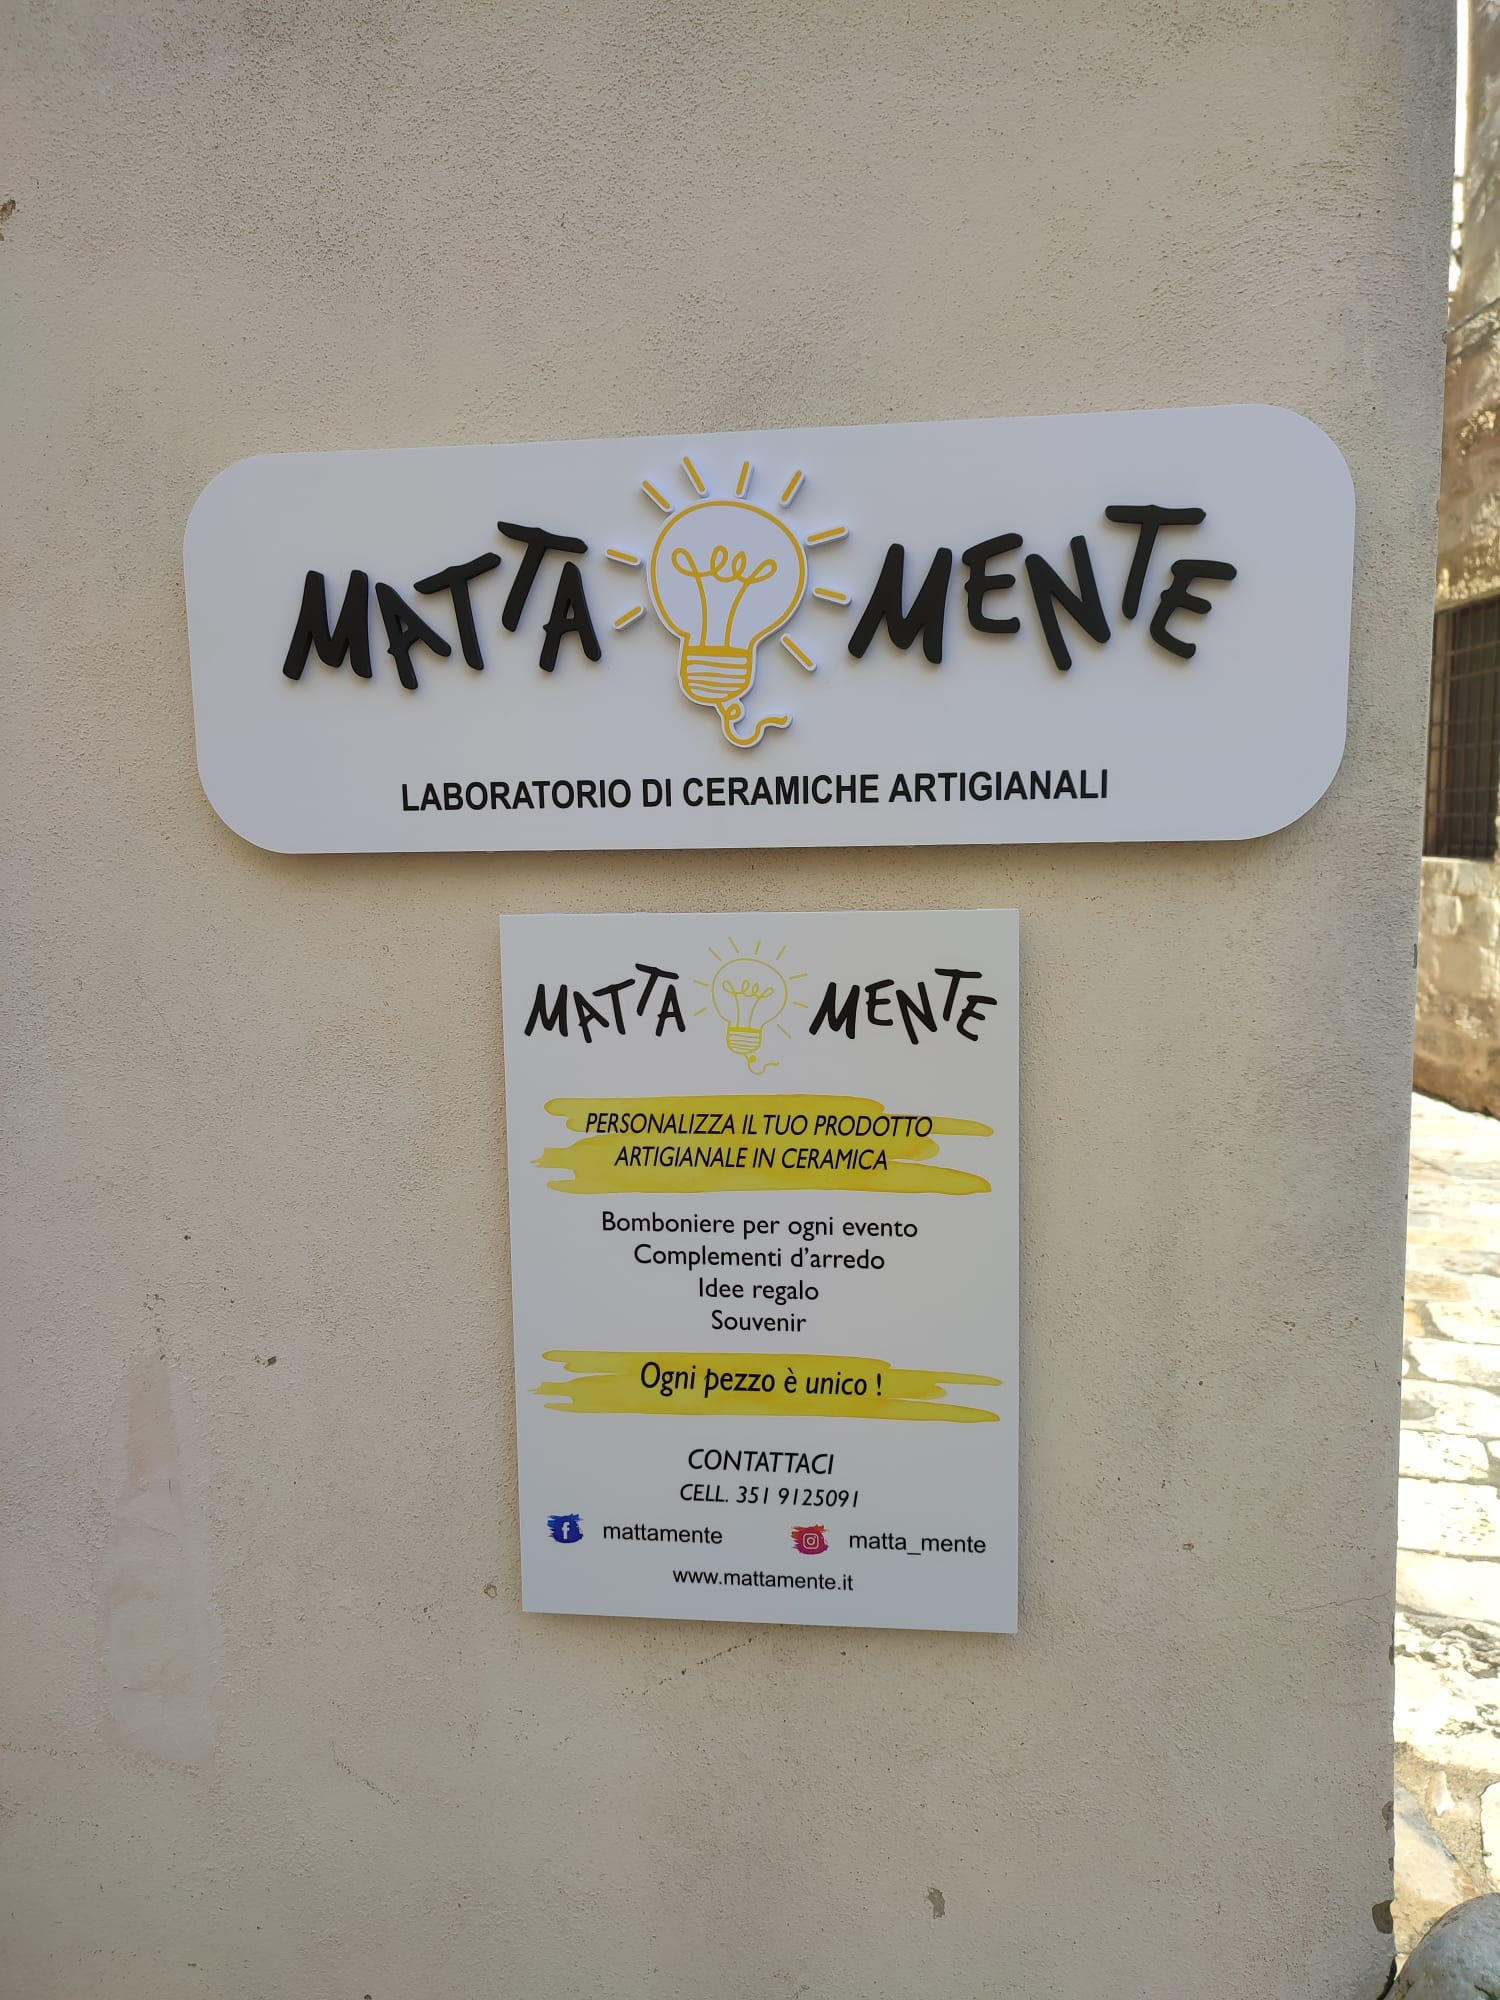 MATTA MENTE
LABORATORIO DI CERAMICHE ARTIGIANALI
MATTA MENTE
PERSONALIZZA IL TUO PRODOTTO
ARTIGIANALE IN CERAMICA
Bomboniere per ogni evento
Complementi d'arredo
Idee regalo
Souvenir
Ogni pezzo è unico !
CONTATTACI
CELL. 351 9125091
f mattamente matta_mente
www.mattamente.it